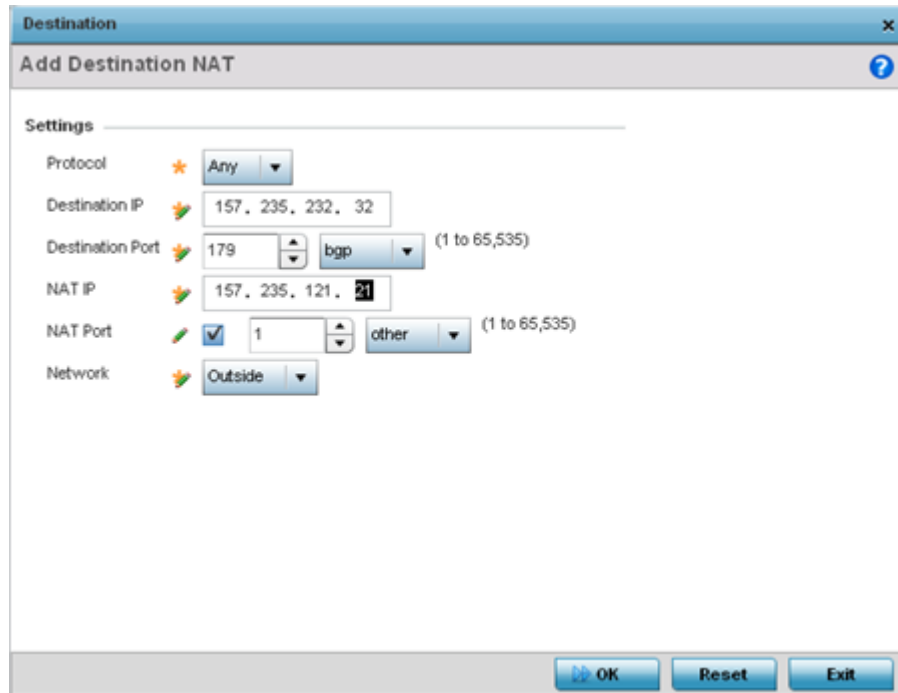 Destination x
Add Destination NAT ?
Settings
Protocol Any
Destination IP 157. 235. 232. 32
Destination Port 179 bgp (1 to 65,535)
NAT IP 157. 235. 121. 21
NAT Port 1 other (1 to 65,535)
Network Outside
OK Reset Exit